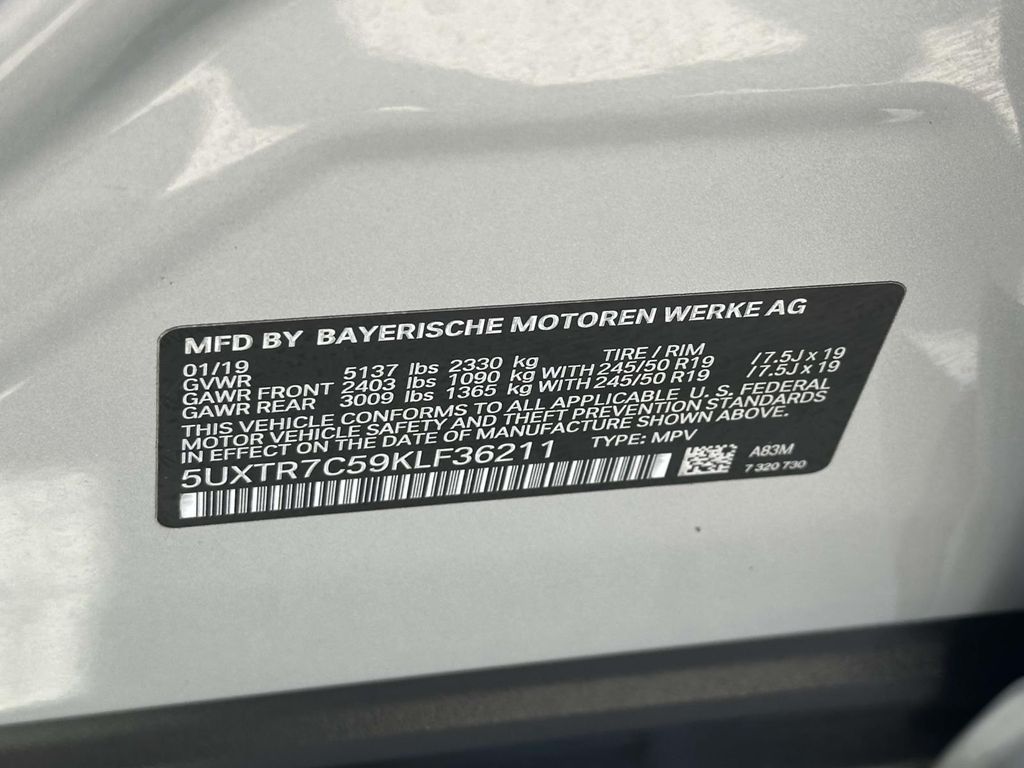 MFD BY BAYERISCHE MOTOREN WERKE AG
01/19 TIRE / RIM
GVWR 5137 lbs 2330 kg
GAWR FRONT 2403 lbs 1090 kg WITH 245/50 R19 /7.5J x 19
GAWR REAR 3009 lbs 1365 kg WITH 245/50 R19 /7.5J x 19
THIS VEHICLE CONFORMS TO ALL APPLICABLE U.S. FEDERAL
MOTOR VEHICLE SAFETY AND THEFT PREVENTION STANDARDS
IN EFFECT ON THE DATE OF MANUFACTURE SHOWN ABOVE.
5UXTR7C59KLF36211 TYPE: MPV
A83M
7 320 730